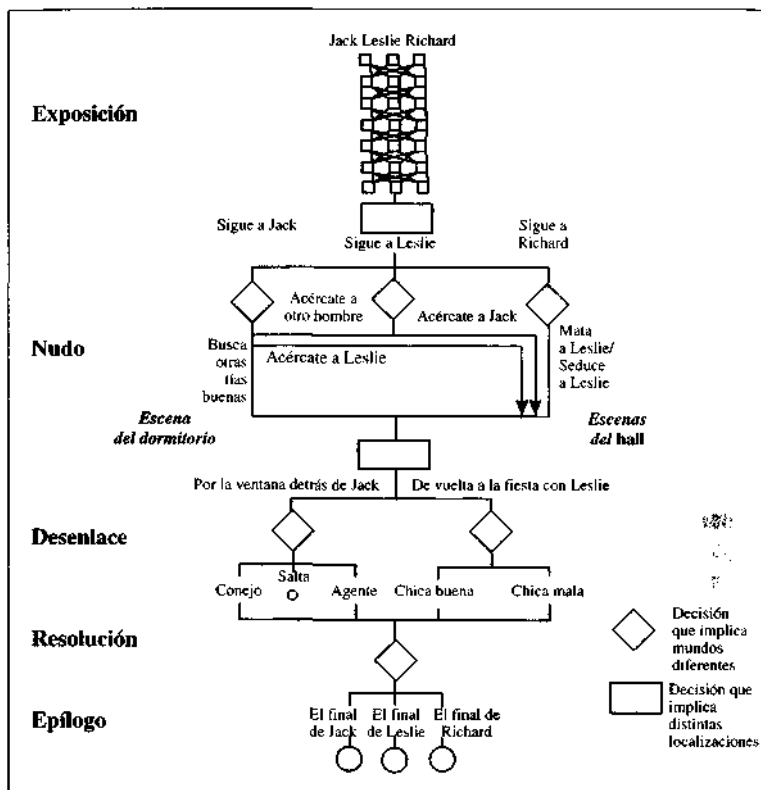 Jack Leslie Richard
Exposición
Sigue a Jack
Sigue a Leslie
Sigue a
Richard
Acércate a
otro hombre
Acércate a Jack
Nudo
Busca
otras
tías
buenas
Acércate a Leslie
Mata
a Leslie/
Seduce
a Leslie
Escena
del dormitorio
Escenas
del hall
Por la ventana detrás de Jack
De vuelta a la fiesta con Leslie
Desenlace
Conejo
Salta
Agente
Chica buena
Chica mala
Resolución
Decisión
que implica
mundos
diferentes
Epílogo
El final
de Jack
El final
de Leslie
El final de
Richard
Decisión que
implica
distintas
localizaciones